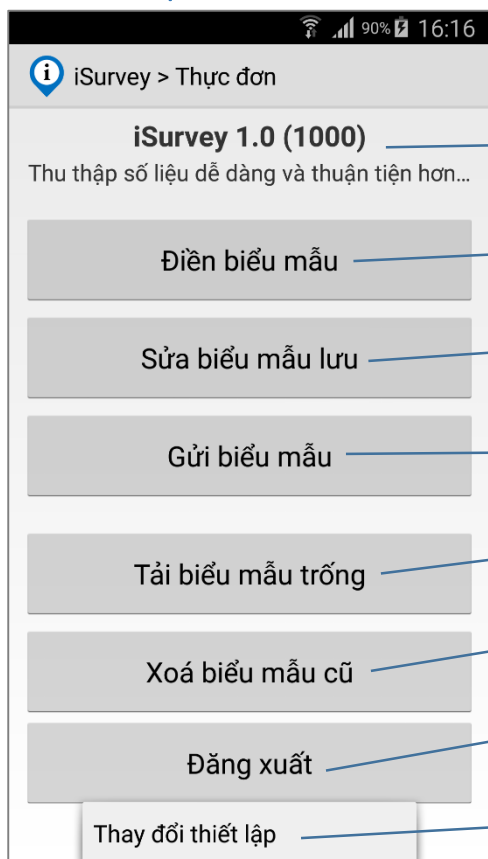 90% 16:16
iSurvey > Thực đơn
iSurvey 1.0 (1000)
Thu thập số liệu dễ dàng và thuận tiện hơn...
Điền biểu mẫu
Sửa biểu mẫu lưu
Gửi biểu mẫu
Tải biểu mẫu trống
Xoá biểu mẫu cũ
Đăng xuất
Thay đổi thiết lập